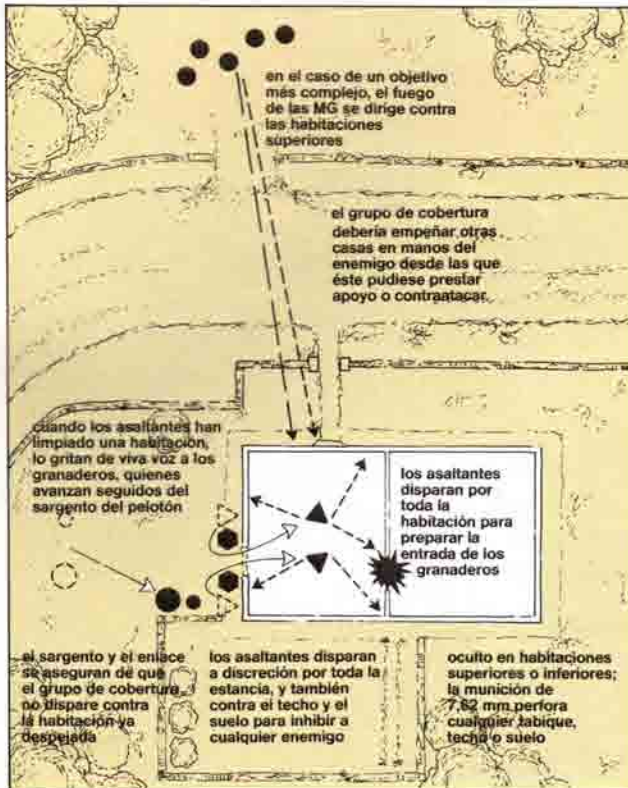 en el caso de un objetivo
más complejo, el fuego
de las MG se dirige contra
las habitaciones
superiores
el grupo de cobertura
debería empeñar otras
casas en manos del
enemigo desde las que
éste pudiese prestar
apoyo o contraatacar
cuando los asaltantes han
limpiado una habitación,
lo gritan de viva voz a los
granaderos, quienes
avanzan seguidos del
sargento del pelotón
los asaltantes
disparan por
toda la
habitación para
preparar la
entrada de los
granaderos
el sargento y el enlace
se aseguran de que
el grupo de cobertura
no dispare contra
la habitación ya
despejada
los asaltantes disparan
a discreción por toda la
estancia, y también
contra el techo y el
suelo para inhibir a
cualquier enemigo
oculto en habitaciones
superiores o inferiores;
la munición de
7,62 mm perfora
cualquier tabique,
techo o suelo